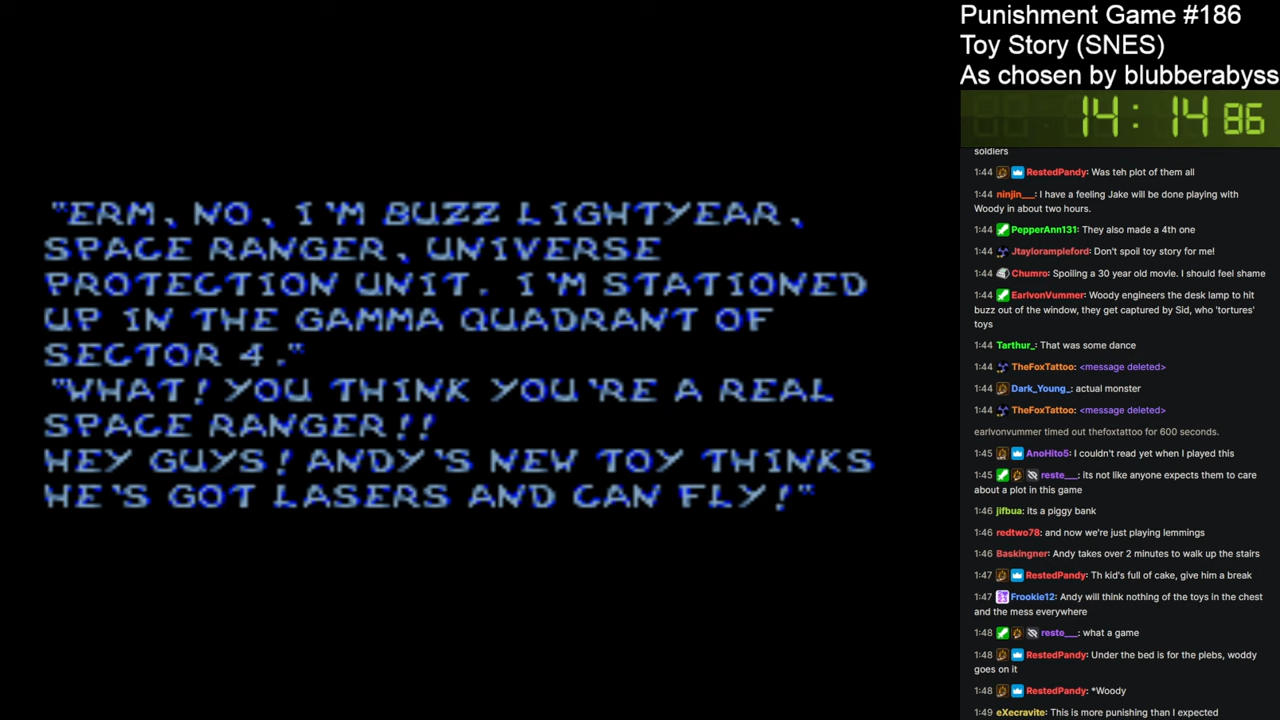 "ERM, NO, I'M BUZZ LIGHTYEAR,
SPACE RANGER, UNIVERSE
PROTECTION UNIT. I'M STATIONED
UP IN THE GAMMA QUADRANT OF
SECTOR 4."
"WHAT! YOU THINK YOU'RE A REAL
SPACE RANGER!!
HEY GUYS! ANDY'S NEW TOY THINKS
HE'S GOT LASERS AND CAN FLY!"
Punishment Game #186
Toy Story (SNES)
As chosen by blubberabyss
14:14 86
soldiers
1:44 RestedPandy: Was teh plot of them all
1:44 ninjin___: I have a feeling Jake will be done playing with
Woody in about two hours.
1:44 PepperAnn131: They also made a 4th one
1:44 Jtaylorampleford: Don't spoil toy story for me!
1:44 Chumro: Spoiling a 30 year old movie. I should feel shame
1:44 EarlvonVummer: Woody engineers the desk lamp to hit
buzz out of the window, they get captured by Sid, who 'tortures'
toys
1:44 Tarthur_: That was some dance
1:44 TheFoxTattoo: <message deleted>
1:44 Dark_Young_: actual monster
1:44 TheFoxTattoo: <message deleted>
earlvonvummer timed out thefoxtattoo for 600 seconds.
1:45 AnoHito5: I couldn't read yet when I played this
1:45 reste___: its not like anyone expects them to care
about a plot in this game
1:46 jifbua: its a piggy bank
1:46 redtwo78: and now we're just playing lemmings
1:46 Baskingner: Andy takes over 2 minutes to walk up the stairs
1:47 RestedPandy: Th kid's full of cake, give him a break
1:47 Frookie12: Andy will think nothing of the toys in the chest
and the mess everywhere
1:48 reste___: what a game
1:48 RestedPandy: Under the bed is for the plebs, woddy
goes on it
1:48 RestedPandy: *Woody
1:49 eXecravite: This is more punishing than I expected